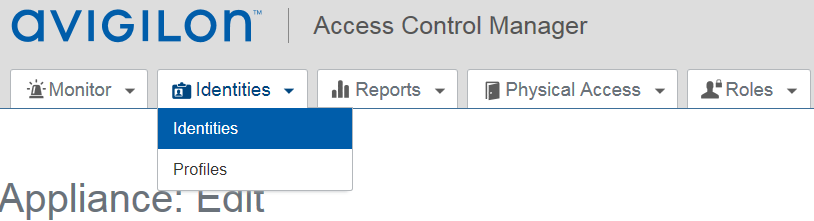 AVIGILON™ Access Control Manager
Monitor Identities Reports Physical Access Roles
Identities
Profiles
Appliance: Edit